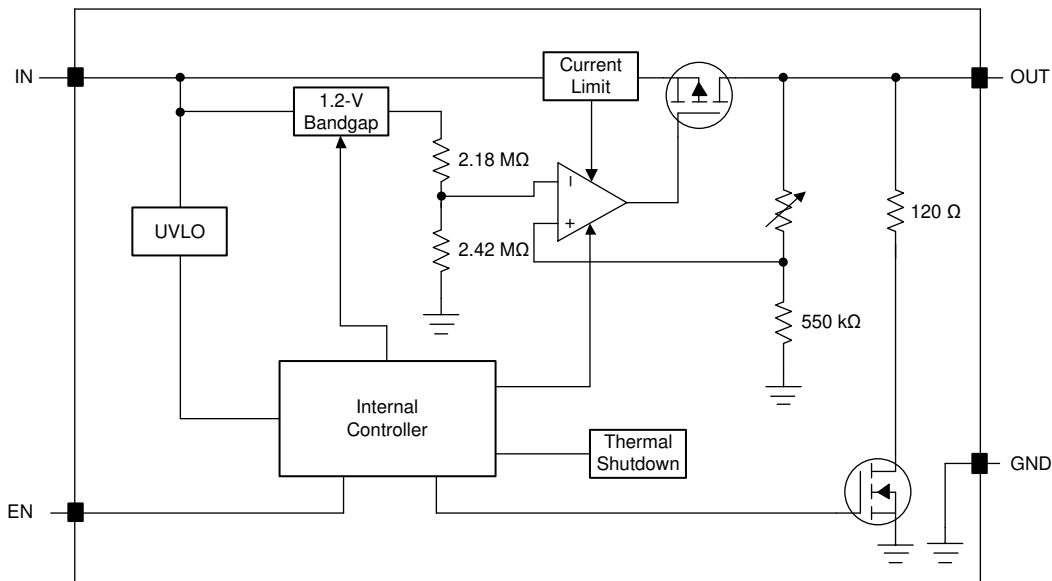 IN
OUT
Current
Limit
1.2-V
Bandgap
2.18 MΩ
UVLO
2.42 MΩ
120 Ω
550 kΩ
Internal
Controller
Thermal
Shutdown
GND
EN